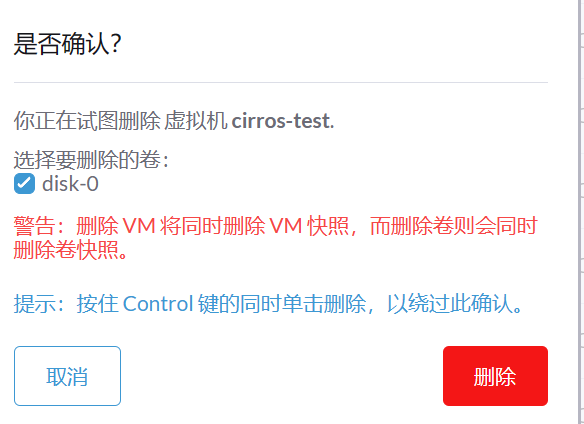 是否确认？
你正在试图删除 虚拟机 cirros-test.
选择要删除的卷：
disk-0
警告：删除 VM 将同时删除 VM 快照，而删除卷则会同时
删除卷快照。
提示：按住 Control 键的同时单击删除，以绕过此确认。
取消
删除